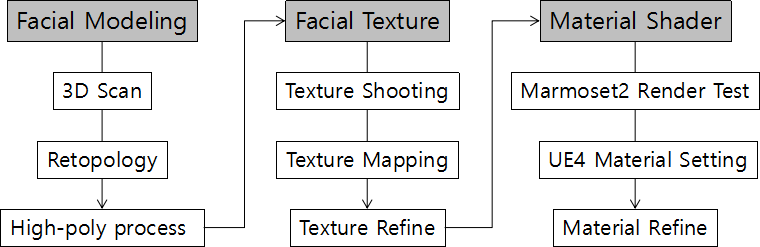 Facial Modeling
3D Scan
Retopology
High-poly process
Facial Texture
Texture Shooting
Texture Mapping
Texture Refine
Material Shader
Marmoset2 Render Test
UE4 Material Setting
Material Refine